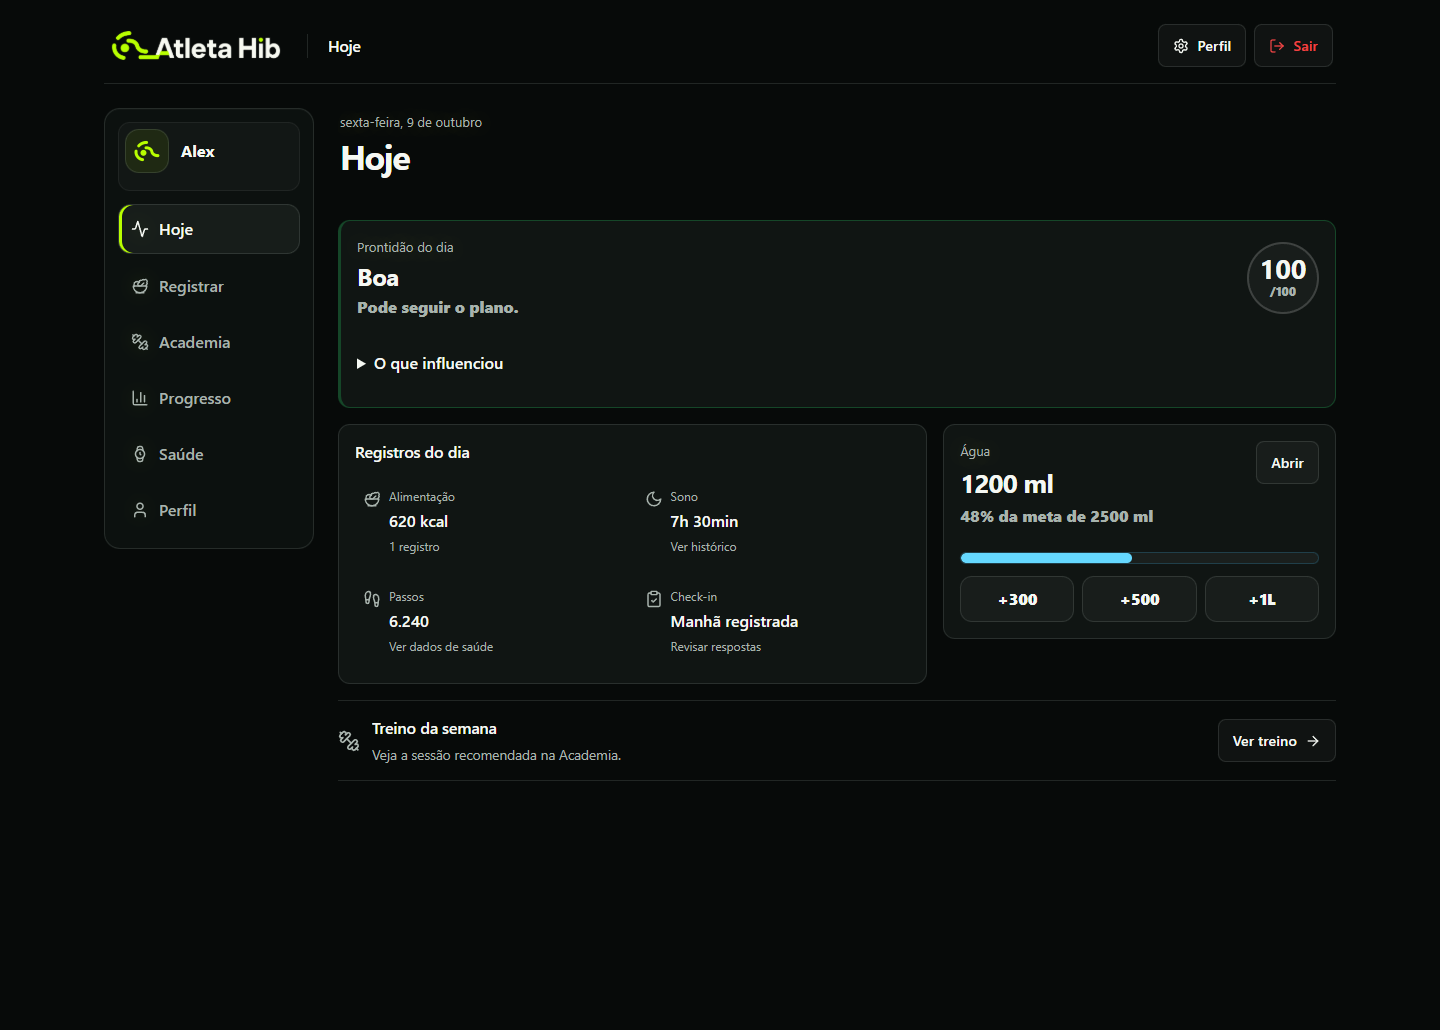 Atleta Hib
Hoje
Perfil
Sair
Alex
Hoje
Registrar
Academia
Progresso
Saúde
Perfil
sexta-feira, 9 de outubro
Hoje
Prontidão do dia
Boa
Pode seguir o plano.
100
/100
O que influenciou
Registros do dia
Alimentação
620 kcal
1 registro
Sono
7h 30min
Ver histórico
Passos
6.240
Ver dados de saúde
Check-in
Manhã registrada
Revisar respostas
Água
1200 ml
48% da meta de 2500 ml
Abrir
+300
+500
+1L
Treino da semana
Veja a sessão recomendada na Academia.
Ver treino